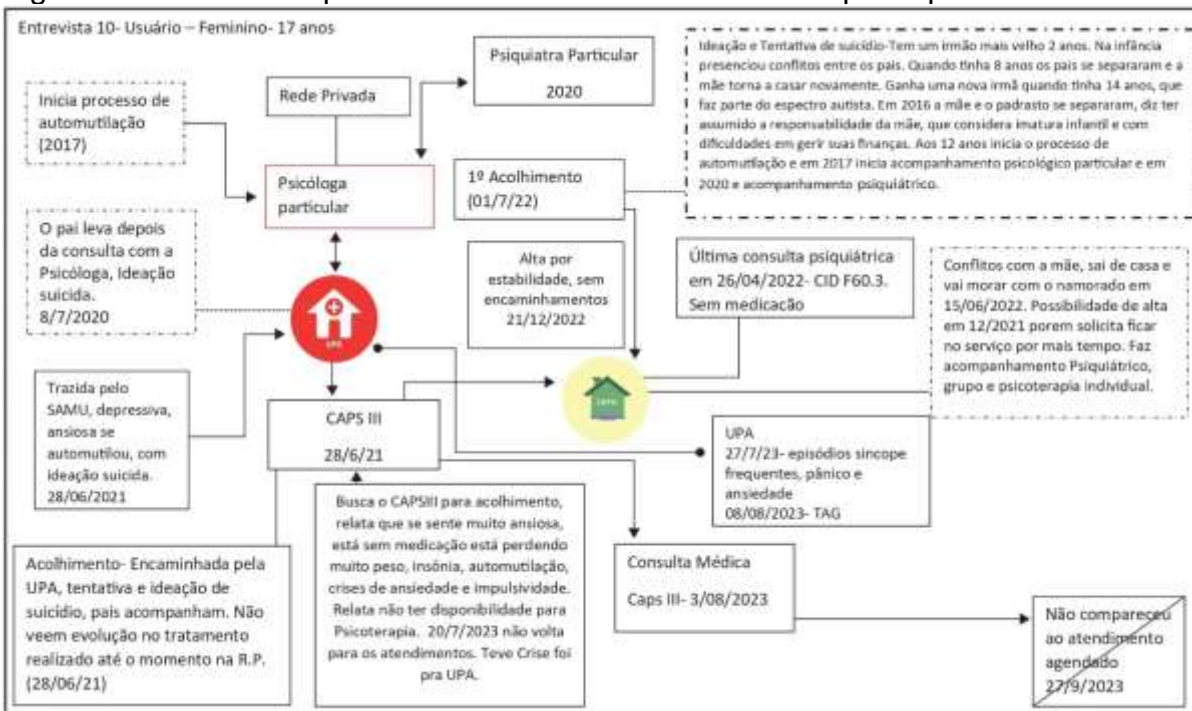 Entrevista 10- Usuário – Feminino- 17 anos
Inicia processo de
automutilação
(2017)
Rede Privada
Psiquiatra Particular
2020
Ideação e Tentativa de suicídio-Tem um irmão mais velho 2 anos. Na infância
presenciou conflitos entre os pais. Quando tinha 8 anos os pais se separaram e a
mãe torna a casar novamente. Ganha uma nova irmã quando tinha 14 anos, que
faz parte do espectro autista. Em 2016 a mãe e o padrasto se separaram, diz ter
assumido a responsabilidade da mãe, que considera imatura infantil e com
dificuldades em gerir suas finanças. Aos 12 anos inicia o processo de
automutilação e em 2017 inicia acompanhamento psicológico particular e em
2020 e acompanhamento psiquiátrico.
Psicóloga
particular
1º Acolhimento
(01/7/22)
O pai leva depois
da consulta com a
Psicóloga, Ideação
suicida.
8/7/2020
UPA
Alta por
estabilidade, sem
encaminhamentos
21/12/2022
Última consulta psiquiátrica
em 26/04/2022- CID F60.3.
Sem medicacão
Conflitos com a mãe, sai de casa e
vai morar com o namorado em
15/06/2022. Possibilidade de alta
em 12/2021 porem solicita ficar
no serviço por mais tempo. Faz
acompanhamento Psiquiátrico,
grupo e psicoterapia individual.
Trazida pelo
SAMU, depressiva,
ansiosa se
automutilou, com
ideação suicida.
28/06/2021
CAPS III
28/6/21
UPA
27/7/23- episódios síncope
frequentes, pânico e
ansiedade
08/08/2023- TAG
Acolhimento- Encaminhada pela
UPA, tentativa e ideação de
suicídio, pais acompanham. Não
veem evolução no tratamento
realizado até o momento na R.P.
(28/06/21)
Busca o CAPSIII para acolhimento,
relata que se sente muito ansiosa,
está sem medicação está perdendo
muito peso, insônia, automutilação,
crises de ansiedade e impulsividade.
Relata não ter disponibilidade para
Psicoterapia. 20/7/2023 não volta
para os atendimentos. Teve Crise foi
pra UPA.
Consulta Médica
Caps III- 3/08/2023
Não compareceu
ao atendimento
agendado
27/9/2023